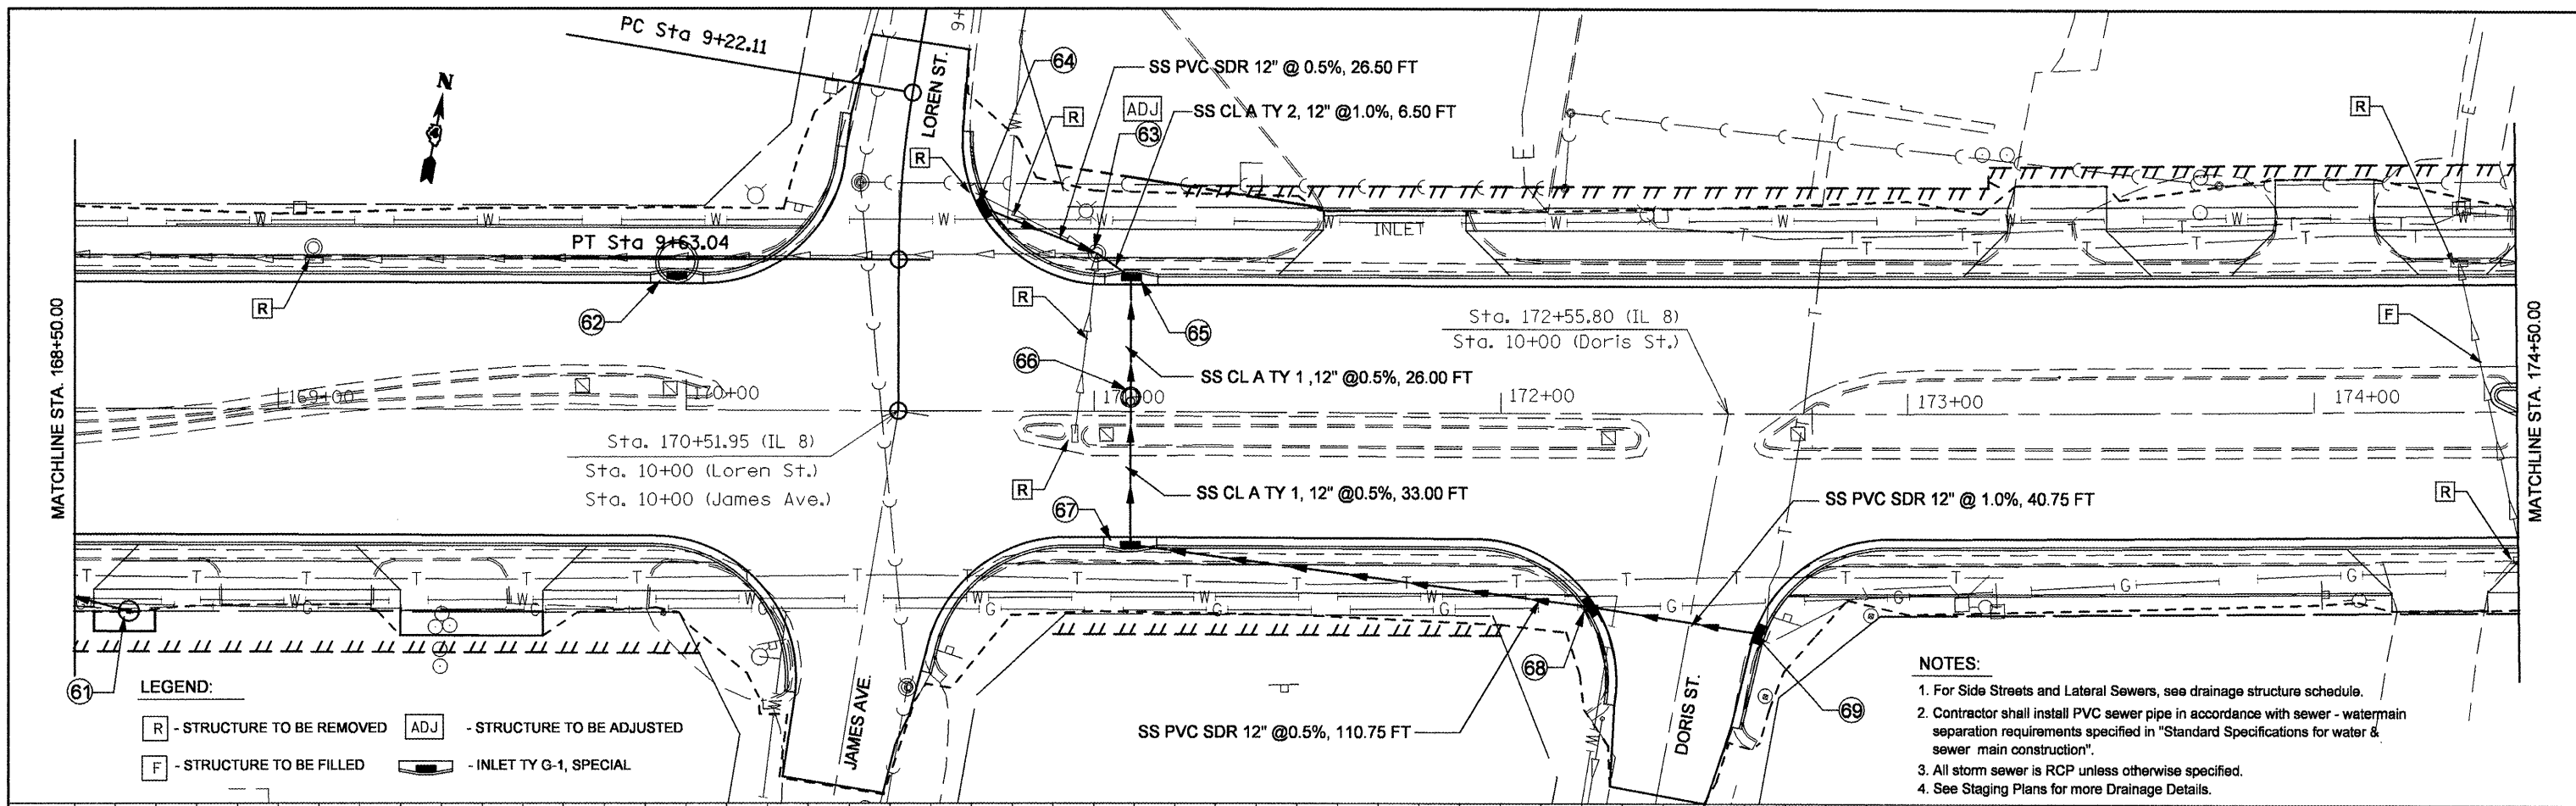 PC Sta 9+22.11
N
LOREN ST.
9+
64
SS PVC SDR 12" @ 0.5%, 26.50 FT
R
ADJ
SS CL A TY 2, 12" @1.0%, 6.50 FT
63
R
R
E
E
W
W
W
W
W
W
W
W
W
W
W
INLET
T
T
T
T
T
T
PT Sta 9+63.04
R
62
R
65
Sta. 172+55.80 (IL 8)
Sta. 10+00 (Doris St.)
F
MATCHLINE STA. 168+50.00
MATCHLINE STA. 174+50.00
66
SS CL A TY 1 ,12" @0.5%, 26.00 FT
169+00
170+00
172+00
173+00
174+00
Sta. 170+51.95 (IL 8)
Sta. 10+00 (Loren St.)
Sta. 10+00 (James Ave.)
R
SS CL A TY 1, 12" @0.5%, 33.00 FT
67
SS PVC SDR 12" @ 1.0%, 40.75 FT
R
T
T
T
T
T
T
T
T
T
T
W
W
W
W
W
G
G
G
G
G
G
G
G
G
61
68
69
JAMES AVE.
DORIS ST.
SS PVC SDR 12" @0.5%, 110.75 FT
LEGEND:
R - STRUCTURE TO BE REMOVED ADJ - STRUCTURE TO BE ADJUSTED
F - STRUCTURE TO BE FILLED - INLET TY G-1, SPECIAL
NOTES:
1. For Side Streets and Lateral Sewers, see drainage structure schedule.
2. Contractor shall install PVC sewer pipe in accordance with sewer - watermain
separation requirements specified in "Standard Specifications for water &
sewer main construction".
3. All storm sewer is RCP unless otherwise specified.
4. See Staging Plans for more Drainage Details.